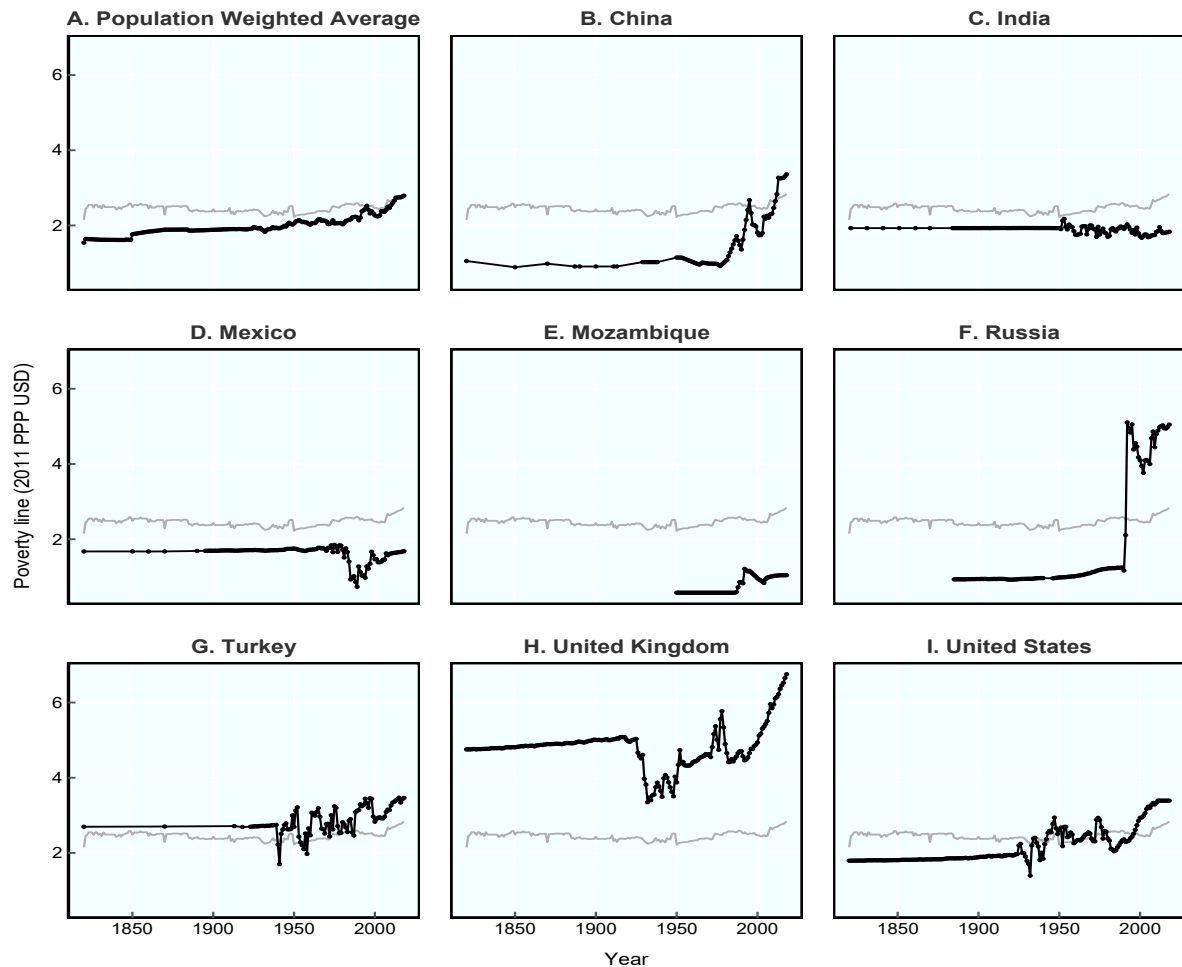 A. Population Weighted Average
B. China
C. India
6
4
2
D. Mexico
E. Mozambique
F. Russia
Poverty line (2011 PPP USD)
6
4
2
G. Turkey
H. United Kingdom
I. United States
6
4
2
1850 1900 1950 2000
1850 1900 1950 2000
1850 1900 1950 2000
Year